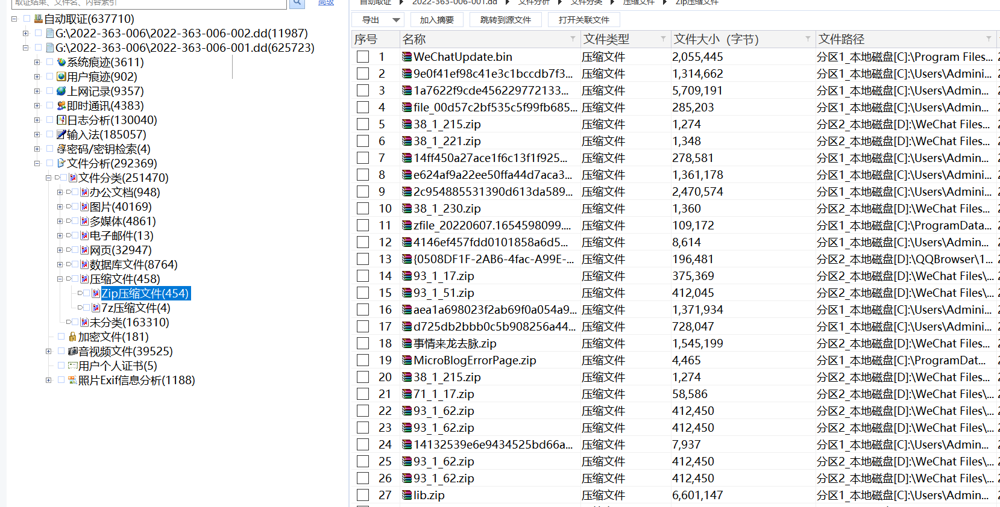 取证结果、文件名、内容索引
高级
自动取证(637710)
G:\2022-363-006\2022-363-006-002.dd(11987)
G:\2022-363-006\2022-363-006-001.dd(625723)
系统痕迹(3611)
用户痕迹(902)
上网记录(9357)
即时通讯(4383)
日志分析(130040)
输入法(185057)
密码/密钥检索(4)
文件分析(292369)
文件分类(251470)
办公文档(948)
图片(40169)
多媒体(4861)
电子邮件(13)
网页(32947)
数据库文件(8764)
压缩文件(458)
Zip压缩文件(454)
7z压缩文件(4)
未分类(163310)
加密文件(181)
音视频文件(39525)
用户个人证书(5)
照片Exif信息分析(1188)
自动取证 2022-363-006-001.dd 文件分析 文件分类 压缩文件 Zip压缩文件
导出 加入摘要 跳转到源文件 打开关联文件
序号 名称 文件类型 文件大小（字节） 文件路径
1 WeChatUpdate.bin 压缩文件 2,055,445 分区1_本地磁盘[C]:\Program Files...
2 9e0f41ef98c41e3c1bccdb7f3... 压缩文件 1,314,662 分区1_本地磁盘[C]:\Users\Admini...
3 1a7622f9cde456229772133... 压缩文件 5,709,191 分区1_本地磁盘[C]:\Users\Admin...
4 file_00d57c2bf535c5f99fb685... 压缩文件 285,203 分区1_本地磁盘[C]:\Users\Admin...
5 38_1_215.zip 压缩文件 1,274 分区2_本地磁盘[D]:\WeChat Files...
6 38_1_221.zip 压缩文件 1,348 分区2_本地磁盘[D]:\WeChat Files...
7 14ff450a27ace1f6c13f1f925... 压缩文件 278,581 分区1_本地磁盘[C]:\Users\Admin...
8 e624af9a22ee50ffa44d7aca3... 压缩文件 1,361,178 分区1_本地磁盘[C]:\Users\Admini...
9 2c954885531390d613da589... 压缩文件 2,470,574 分区1_本地磁盘[C]:\Users\Admin...
10 38_1_230.zip 压缩文件 1,360 分区2_本地磁盘[D]:\WeChat Files...
11 zfile_20220607.1654598099.... 压缩文件 109,172 分区1_本地磁盘[C]:\ProgramData...
12 4146ef457fdd0101858a6d5... 压缩文件 8,614 分区1_本地磁盘[C]:\Users\Admin...
13 {0508DF1F-2AB6-4fac-A99E-... 压缩文件 196,481 分区2_本地磁盘[D]:\QQBrowser\1...
14 93_1_17.zip 压缩文件 375,369 分区2_本地磁盘[D]:\WeChat Files\...
15 93_1_51.zip 压缩文件 412,045 分区2_本地磁盘[D]:\WeChat Files\...
16 aea1a698023f2ab69f0a054a9... 压缩文件 1,371,934 分区1_本地磁盘[C]:\Users\Admini...
17 d725db2bbb0c5b908256a44... 压缩文件 728,047 分区1_本地磁盘[C]:\Users\Admini...
18 事情来龙去脉.zip 压缩文件 1,545,199 分区2_本地磁盘[D]:\WeChat Files...
19 MicroBlogErrorPage.zip 压缩文件 4,465 分区1_本地磁盘[C]:\ProgramDat...
20 38_1_215.zip 压缩文件 1,274 分区2_本地磁盘[D]:\WeChat Files...
21 71_1_17.zip 压缩文件 58,586 分区2_本地磁盘[D]:\WeChat Files\...
22 93_1_62.zip 压缩文件 412,450 分区2_本地磁盘[D]:\WeChat Files\...
23 93_1_62.zip 压缩文件 412,450 分区2_本地磁盘[D]:\WeChat Files\...
24 14132539e6e9434525bd66a... 压缩文件 7,937 分区1_本地磁盘[C]:\Users\Admin...
25 93_1_62.zip 压缩文件 412,450 分区2_本地磁盘[D]:\WeChat Files\...
26 93_1_62.zip 压缩文件 412,450 分区2_本地磁盘[D]:\WeChat Files\...
27 lib.zip 压缩文件 6,601,147 分区1_本地磁盘[C]:\Users\Admin...